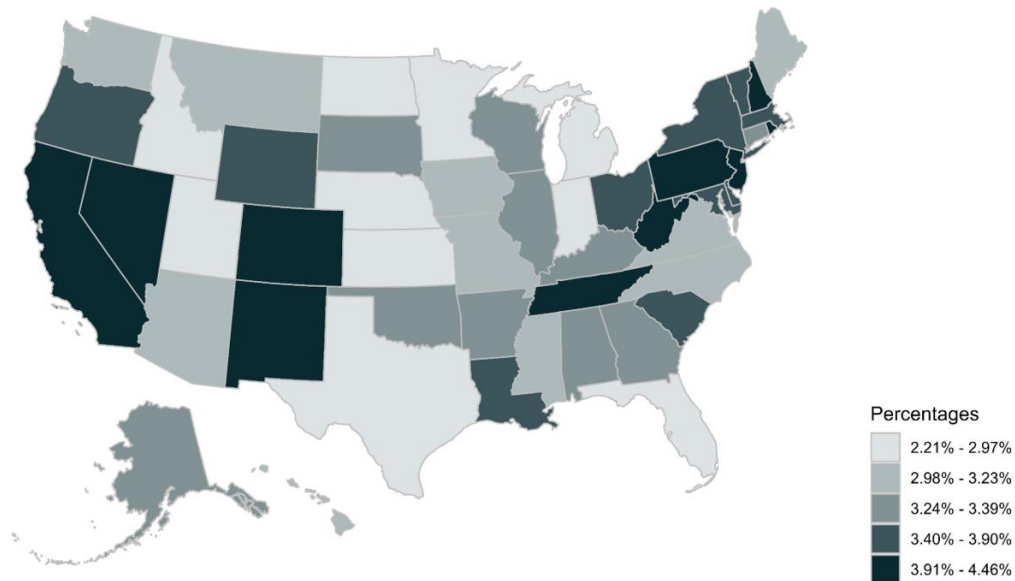 Percentages
2.21% - 2.97%
2.98% - 3.23%
3.24% - 3.39%
3.40% - 3.90%
3.91% - 4.46%